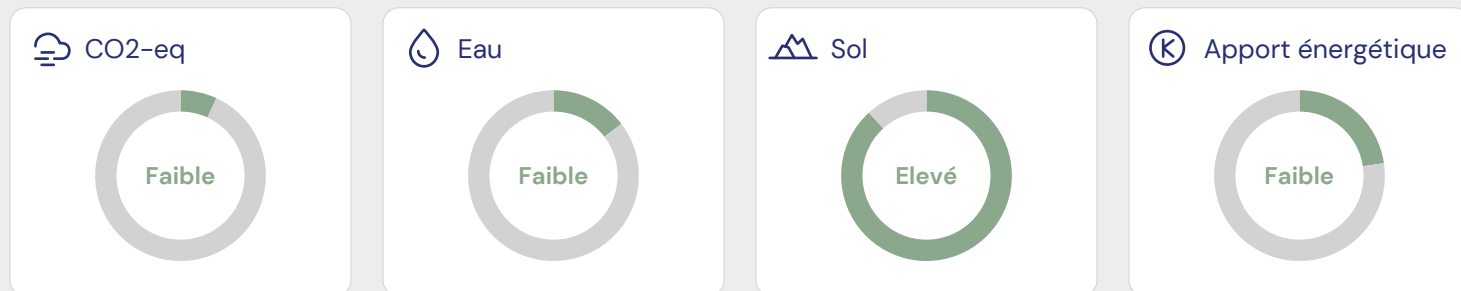 CO2-eq
Faible
Eau
Faible
Sol
Elevé
Apport énergétique
Faible